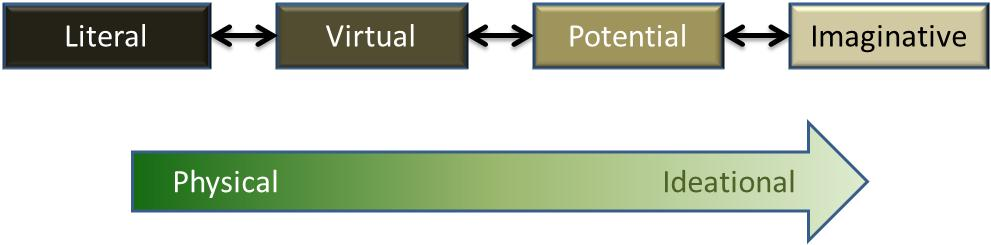 Literal Virtual Potential Imaginative
Physical Ideational